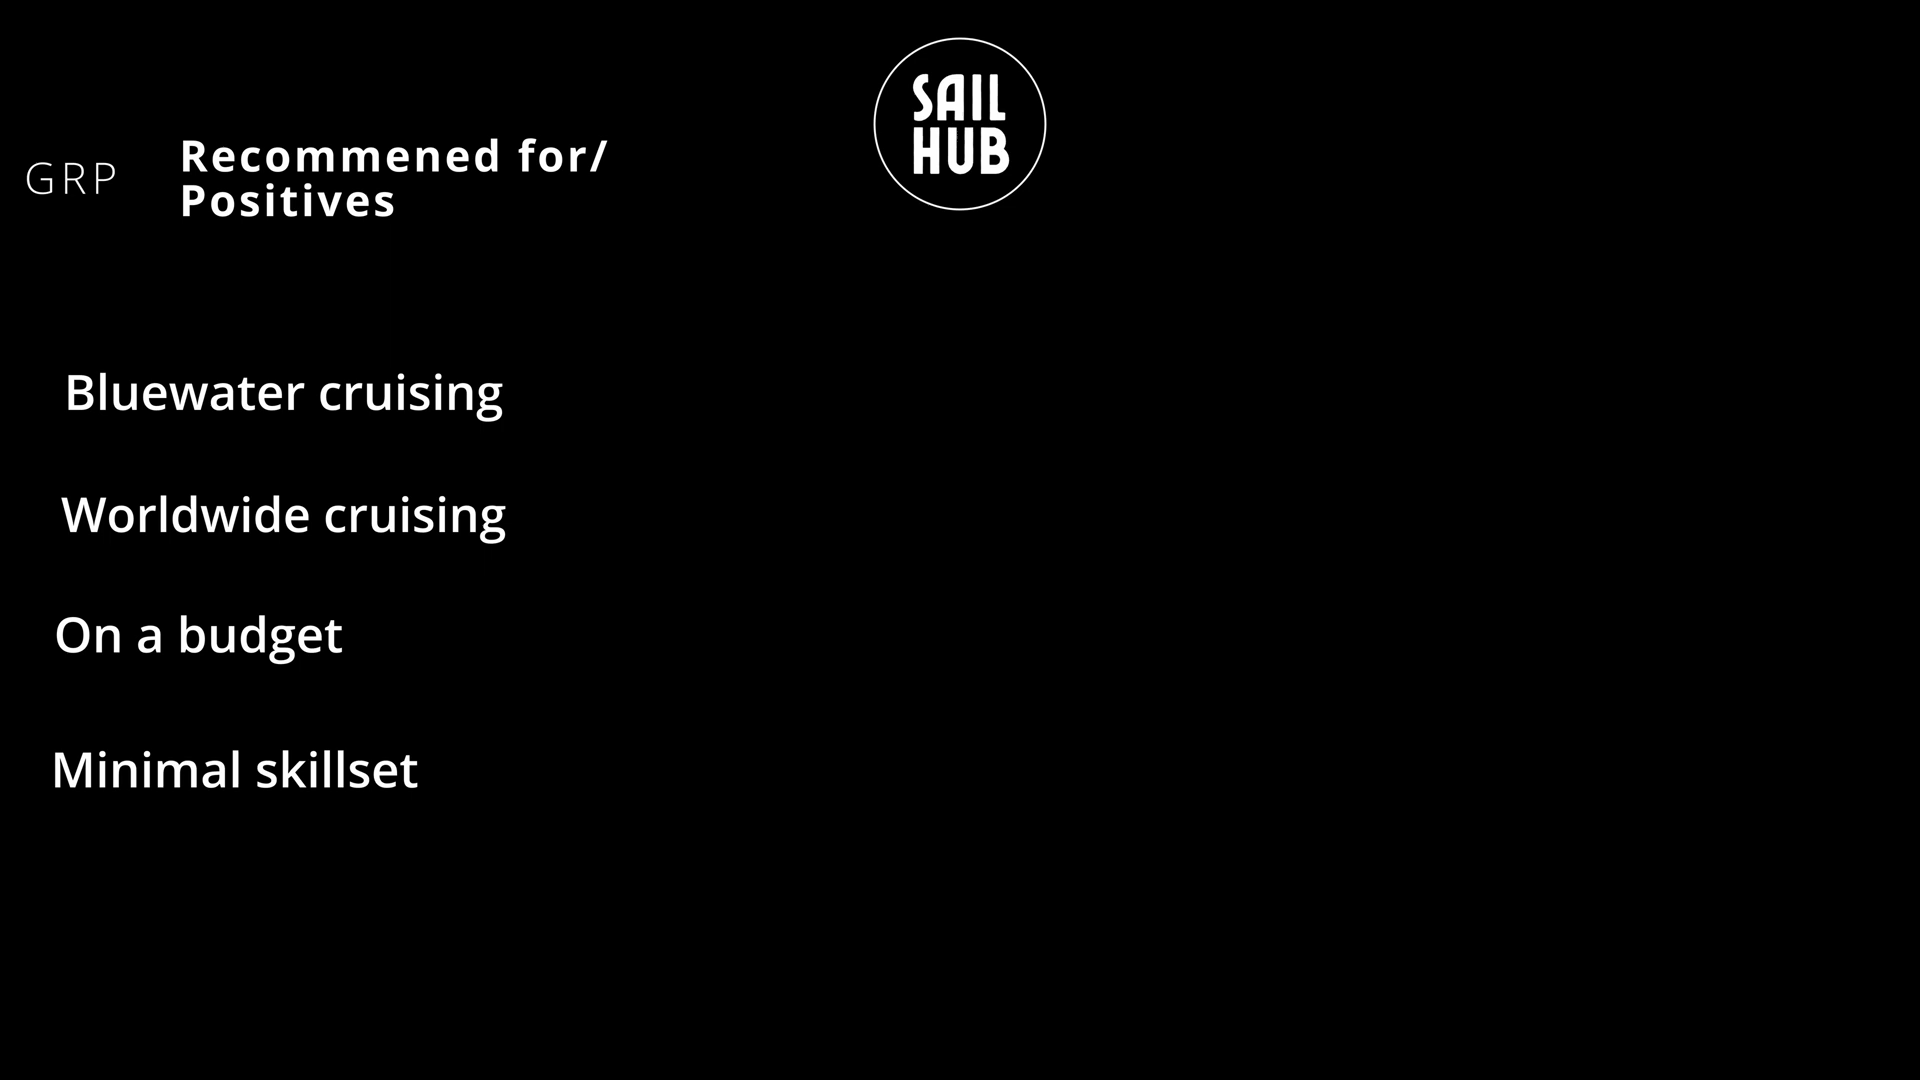 SAIL
HUB
GRP
Recommened for/
Positives
Bluewater cruising
Worldwide cruising
On a budget
Minimal skillset